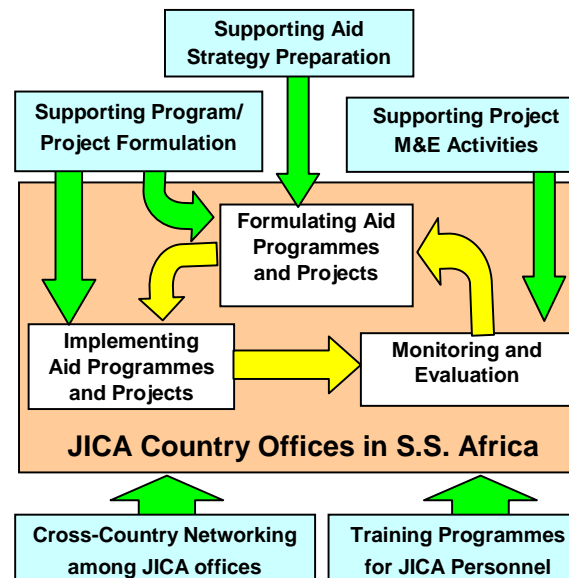 Supporting Aid
Strategy Preparation
Supporting Program/
Project Formulation
Supporting Project
M&E Activities
Formulating Aid
Programmes
and Projects
Implementing
Aid Programmes
and Projects
Monitoring and
Evaluation
JICA Country Offices in S.S. Africa
Cross-Country Networking
among JICA offices
Training Programmes
for JICA Personnel